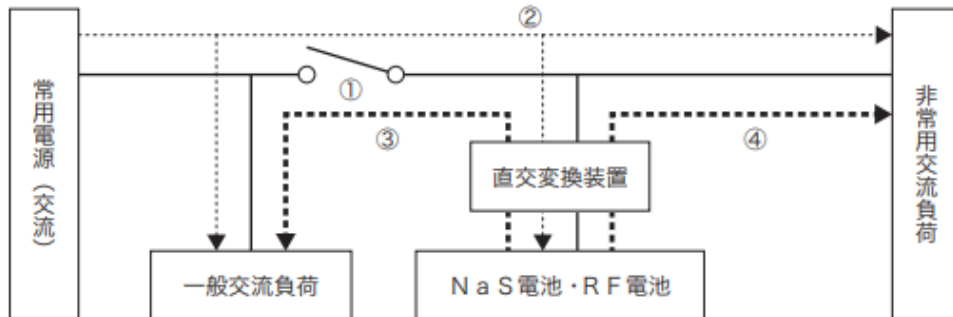 ②
常用電源（交流）
①
③
④
直交変換装置
非常用交流負荷
一般交流負荷
ＮａＳ電池・ＲＦ電池